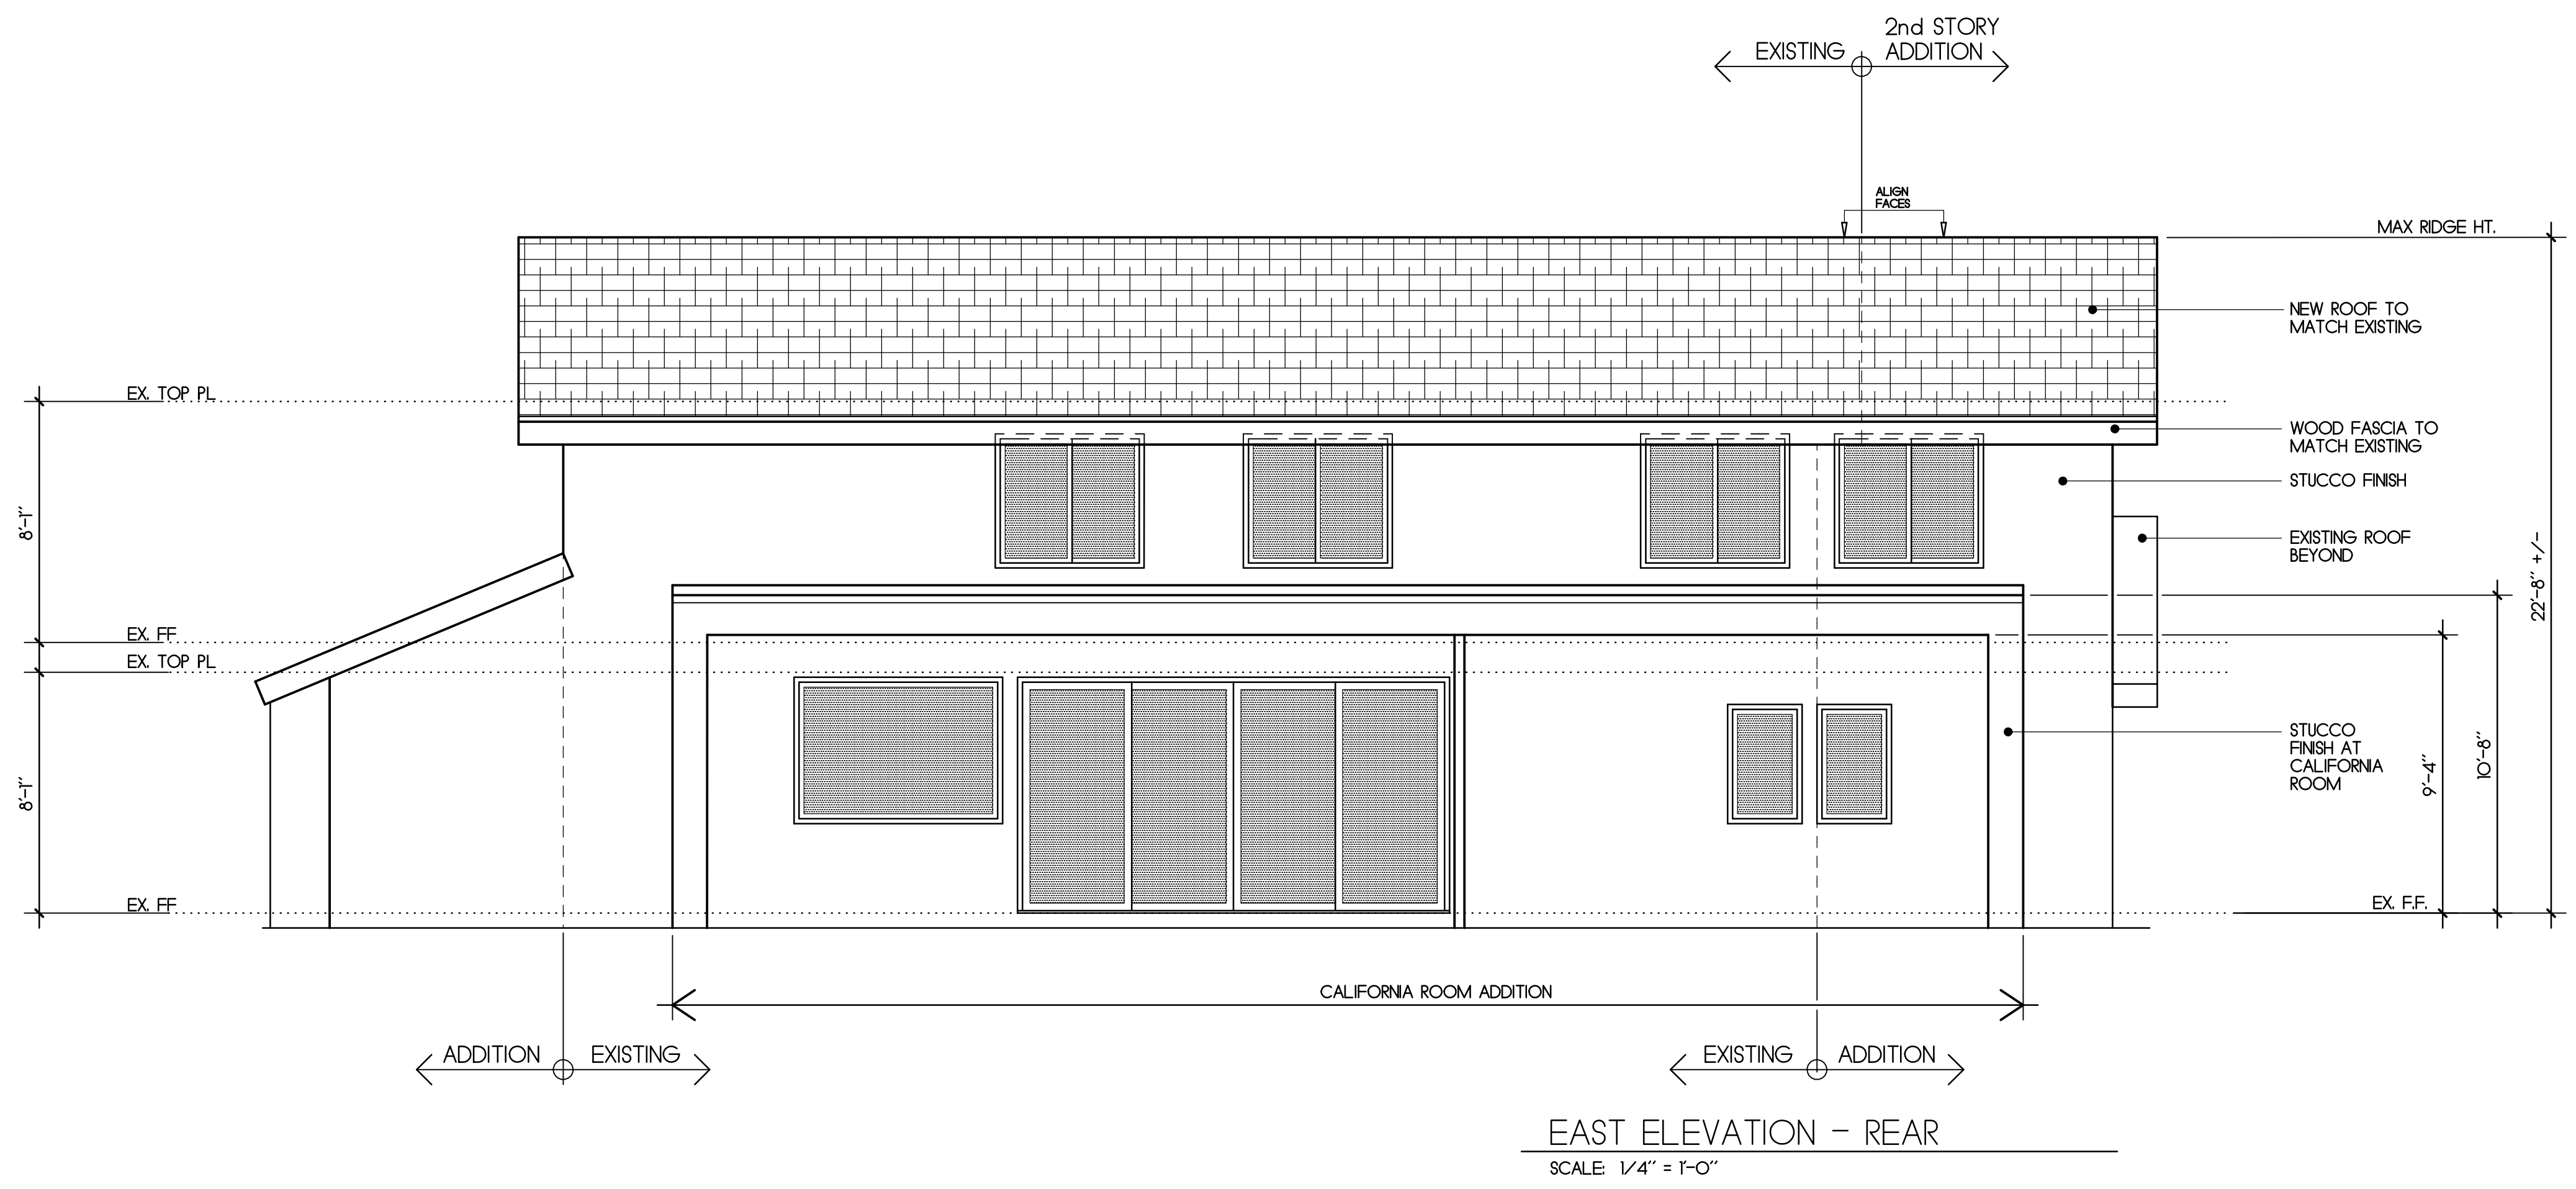 2nd STORY
EXISTING ADDITION
ALIGN
FACES
MAX RIDGE HT.
NEW ROOF TO
MATCH EXISTING
EX. TOP PL
WOOD FASCIA TO
MATCH EXISTING
STUCCO FINISH
8'-1"
EXISTING ROOF
BEYOND
22'-8" +/-
EX. FF
EX. TOP PL
STUCCO
FINISH AT
CALIFORNIA
ROOM
8'-1"
9'-4"
10'-8"
EX. FF
EX. F.F.
CALIFORNIA ROOM ADDITION
ADDITION EXISTING
EXISTING ADDITION
EAST ELEVATION - REAR
SCALE: 1/4" = 1'-0"